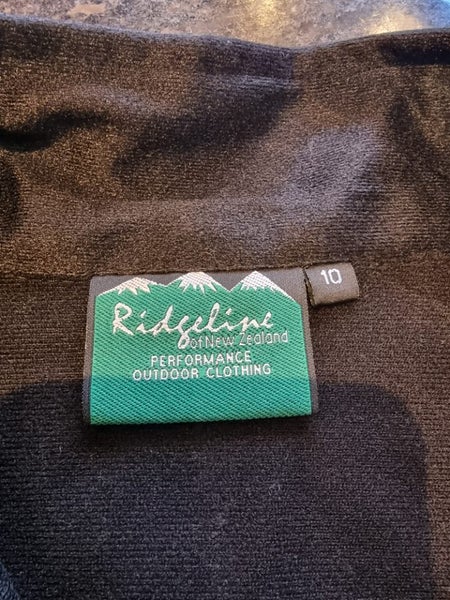 10
Ridgeline
of New Zealand
PERFORMANCE
OUTDOOR CLOTHING